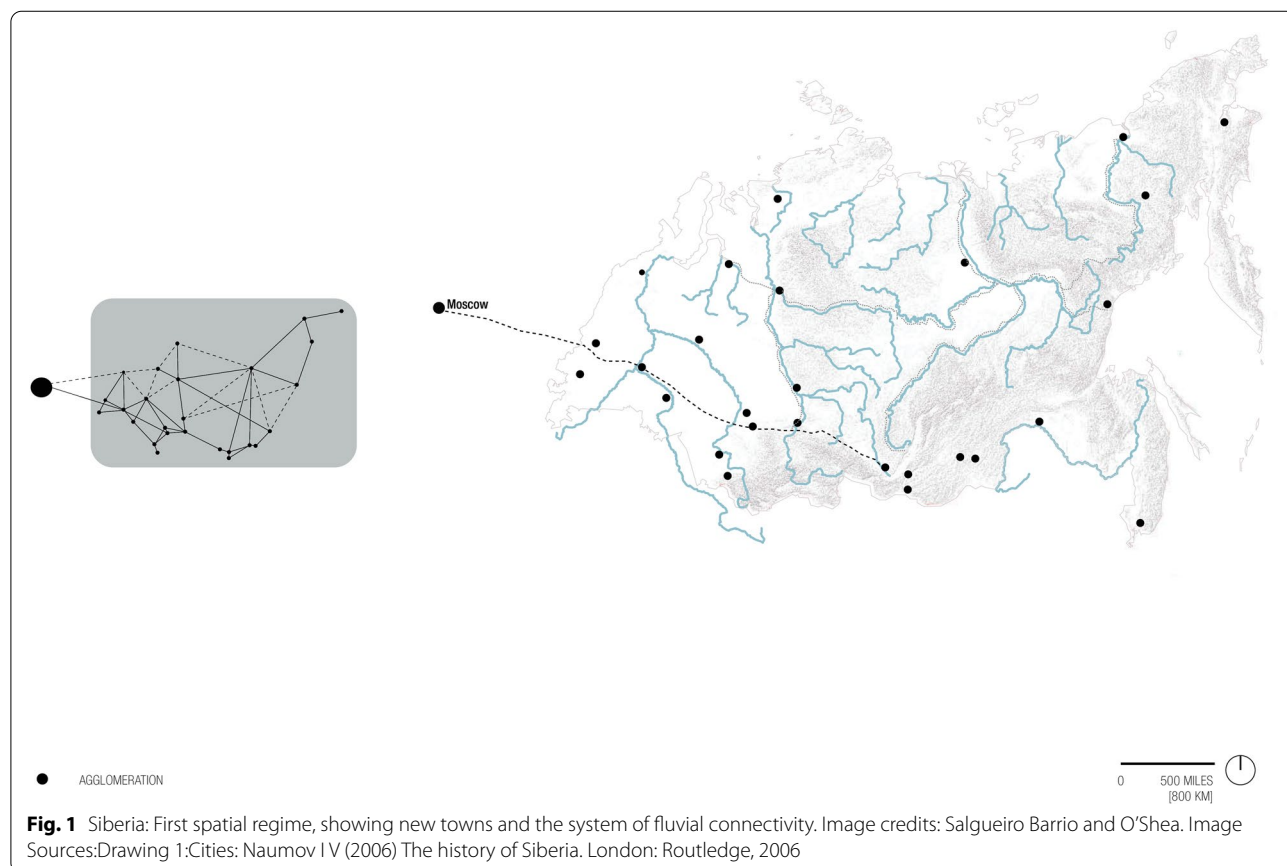 Moscow
AGGLOMERATION
0 500 MILES
[800 KM]
Fig. 1 Siberia: First spatial regime, showing new towns and the system of fluvial connectivity. Image credits: Salgueiro Barrio and O’Shea. Image
Sources:Drawing 1:Cities: Naumov I V (2006) The history of Siberia. London: Routledge, 2006